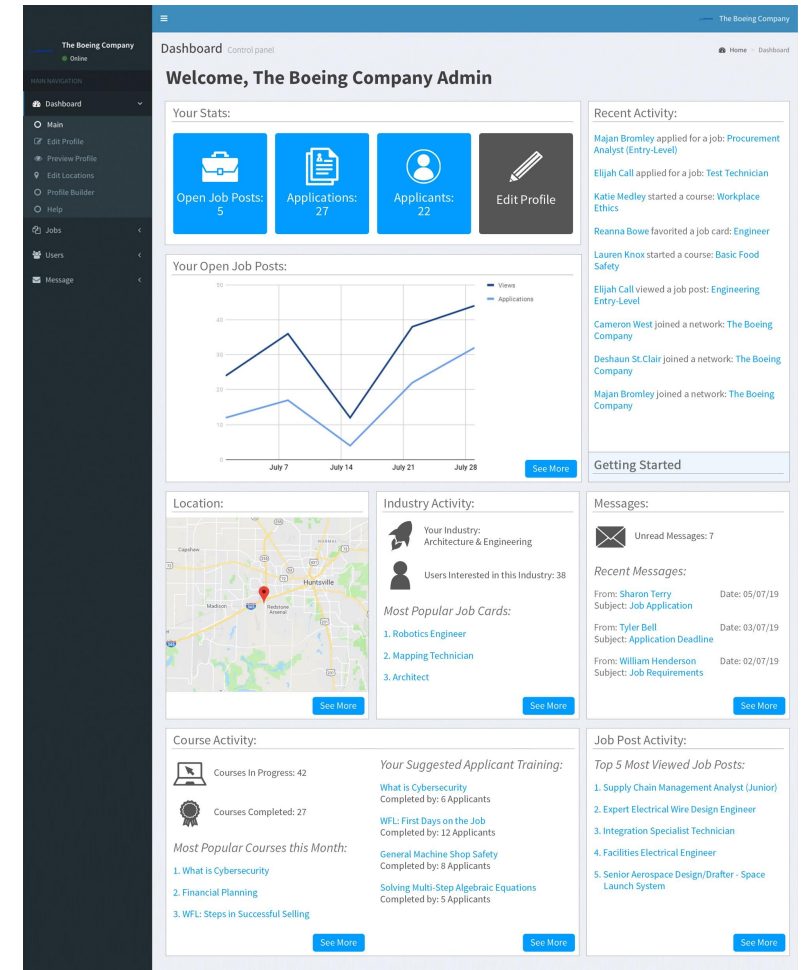 The Boeing Company
The Boeing Company
Online
MAIN NAVIGATION
Dashboard
Main
Edit Profile
Preview Profile
Edit Locations
Profile Builder
Help
Jobs
Users
Message
Dashboard Control panel
Home > Dashboard
Welcome, The Boeing Company Admin
Your Stats:
Open Job Posts:
5
Applications:
27
Applicants:
22
Edit Profile
Recent Activity:
Majan Bromley applied for a job: Procurement
Analyst (Entry-Level)
Elijah Call applied for a job: Test Technician
Katie Medley started a course: Workplace
Ethics
Reanna Bowe favorited a job card: Engineer
Lauren Knox started a course: Basic Food
Safety
Elijah Call viewed a job post: Engineering
Entry-Level
Cameron West joined a network: The Boeing
Company
Deshaun St.Clair joined a network: The Boeing
Company
Majan Bromley joined a network: The Boeing
Company
Getting Started
Your Open Job Posts:
50
40
30
20
10
0
July 7
July 14
July 21
July 28
Views
Applications
See More
Location:
Capshaw
NORMAL
Huntsville
Madison
Redstone
Arsenal
See More
Industry Activity:
Your Industry:
Architecture & Engineering
Users Interested in this Industry: 38
Most Popular Job Cards:
1. Robotics Engineer
2. Mapping Technician
3. Architect
See More
Messages:
Unread Messages: 7
Recent Messages:
From: Sharon Terry Date: 05/07/19
Subject: Job Application
From: Tyler Bell Date: 03/07/19
Subject: Application Deadline
From: William Henderson Date: 02/07/19
Subject: Job Requirements
See More
Course Activity:
Courses In Progress: 42
Courses Completed: 27
Most Popular Courses this Month:
1. What is Cybersecurity
2. Financial Planning
3. WFL: Steps in Successful Selling
See More
Your Suggested Applicant Training:
What is Cybersecurity
Completed by: 6 Applicants
WFL: First Days on the Job
Completed by: 12 Applicants
General Machine Shop Safety
Completed by: 8 Applicants
Solving Multi-Step Algebraic Equations
Completed by: 5 Applicants
See More
Job Post Activity:
Top 5 Most Viewed Job Posts:
1. Supply Chain Management Analyst (Junior)
2. Expert Electrical Wire Design Engineer
3. Integration Specialist Technician
4. Facilities Electrical Engineer
5. Senior Aerospace Design/Drafter - Space
Launch System
See More